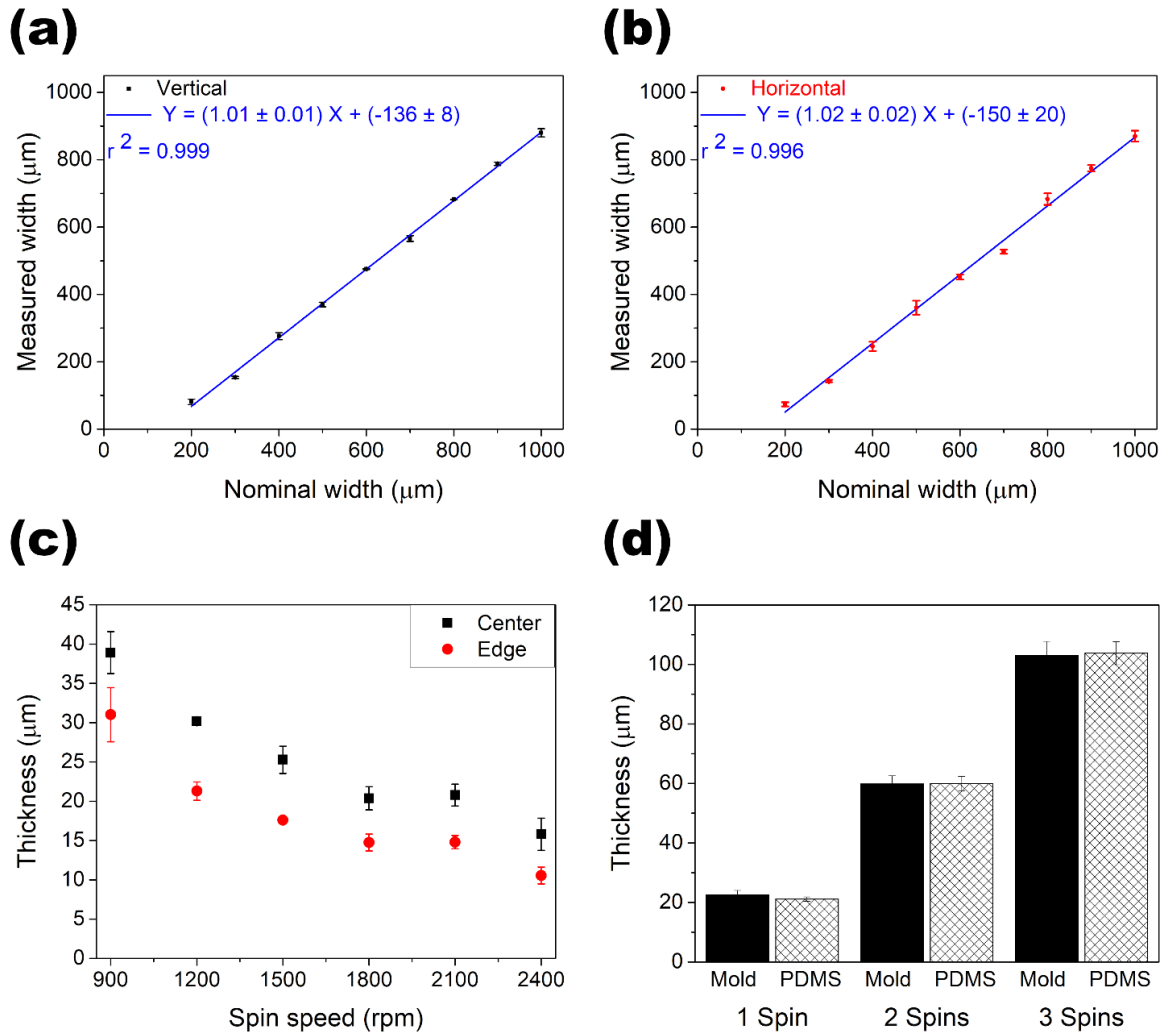 (a)
Vertical
Y = (1.01 ± 0.01) X + (-136 ± 8)
r 2 = 0.999
1000
800
600
400
200
0
Measured width (μm)
0 200 400 600 800 1000
Nominal width (μm)
(b)
Horizontal
Y = (1.02 ± 0.02) X + (-150 ± 20)
r 2 = 0.996
1000
800
600
400
200
0
Measured width (μm)
0 200 400 600 800 1000
Nominal width (μm)
(c)
Center
Edge
45
40
35
30
25
20
15
10
5
0
Thickness (μm)
900 1200 1500 1800 2100 2400
Spin speed (rpm)
(d)
120
100
80
60
40
20
0
Thickness (μm)
Mold PDMS Mold PDMS Mold PDMS
1 Spin 2 Spins 3 Spins